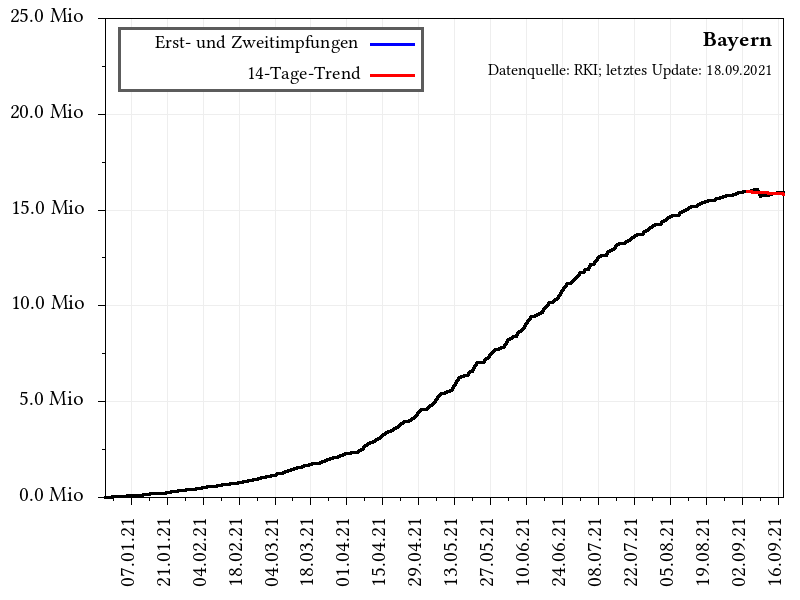 25.0 Mio
20.0 Mio
15.0 Mio
10.0 Mio
5.0 Mio
0.0 Mio
Erst- und Zweitimpfungen
14-Tage-Trend
Bayern
Datenquelle: RKI; letztes Update: 18.09.2021
07.01.21
21.01.21
04.02.21
18.02.21
04.03.21
18.03.21
01.04.21
15.04.21
29.04.21
13.05.21
27.05.21
10.06.21
24.06.21
08.07.21
22.07.21
05.08.21
19.08.21
02.09.21
16.09.21